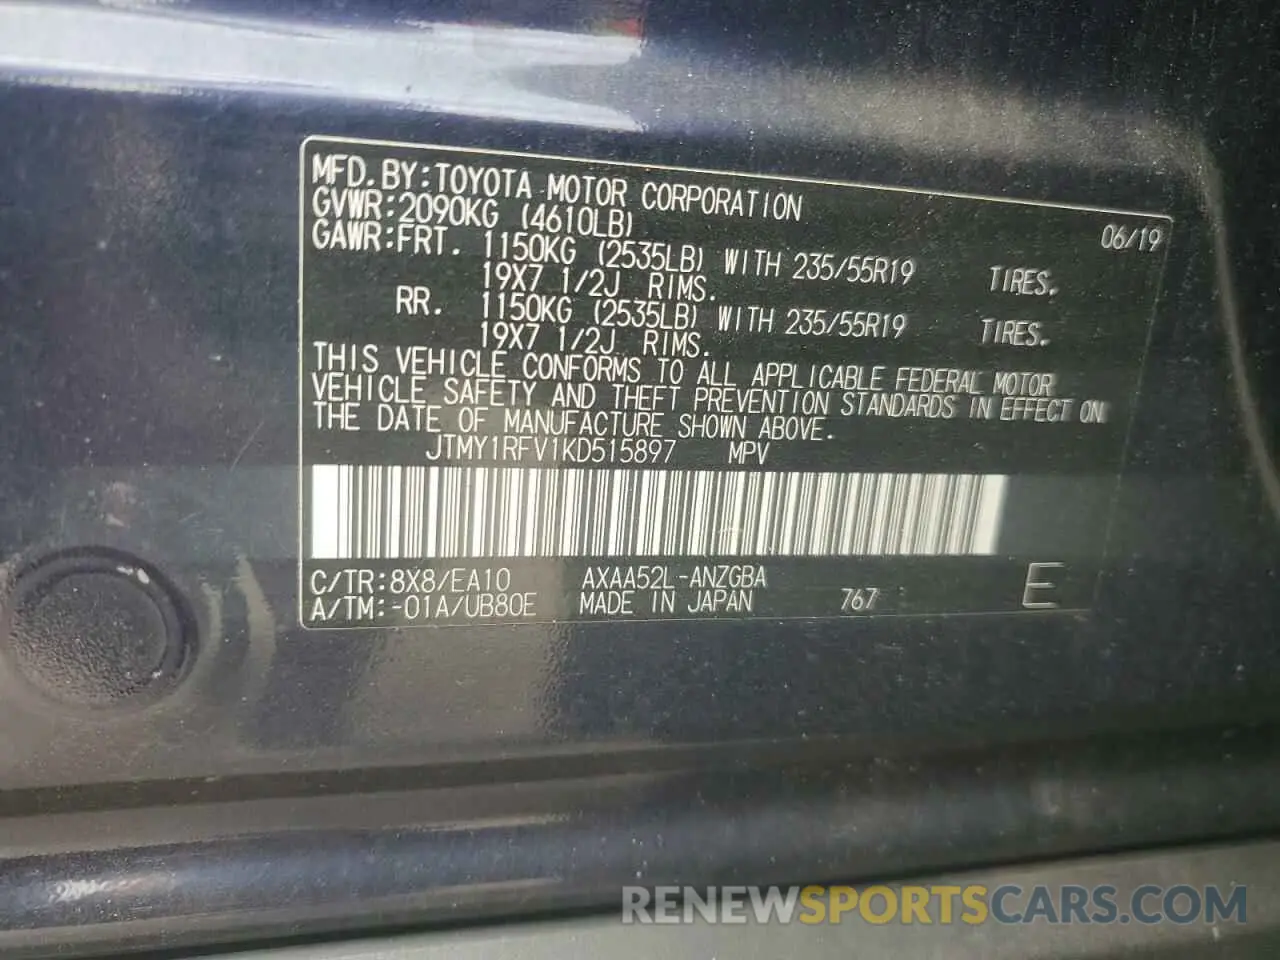 MFD.BY:TOYOTA MOTOR CORPORATION 06/19
GVWR:2090KG (4610LB)
GAWR:FRT. 1150KG (2535LB) WITH 235/55R19 TIRES.
19X7 1/2J RIMS.
RR. 1150KG (2535LB) WITH 235/55R19 TIRES.
19X7 1/2J RIMS.
THIS VEHICLE CONFORMS TO ALL APPLICABLE FEDERAL MOTOR
VEHICLE SAFETY AND THEFT PREVENTION STANDARDS IN EFFECT ON
THE DATE OF MANUFACTURE SHOWN ABOVE.
JTMY1RFV1KD515897 MPV
C/TR:8X8/EA10 AXAA52L-ANZGBA E
A/TM:-01A/UB80E MADE IN JAPAN 767
RENEWSPORTSCARS.COM